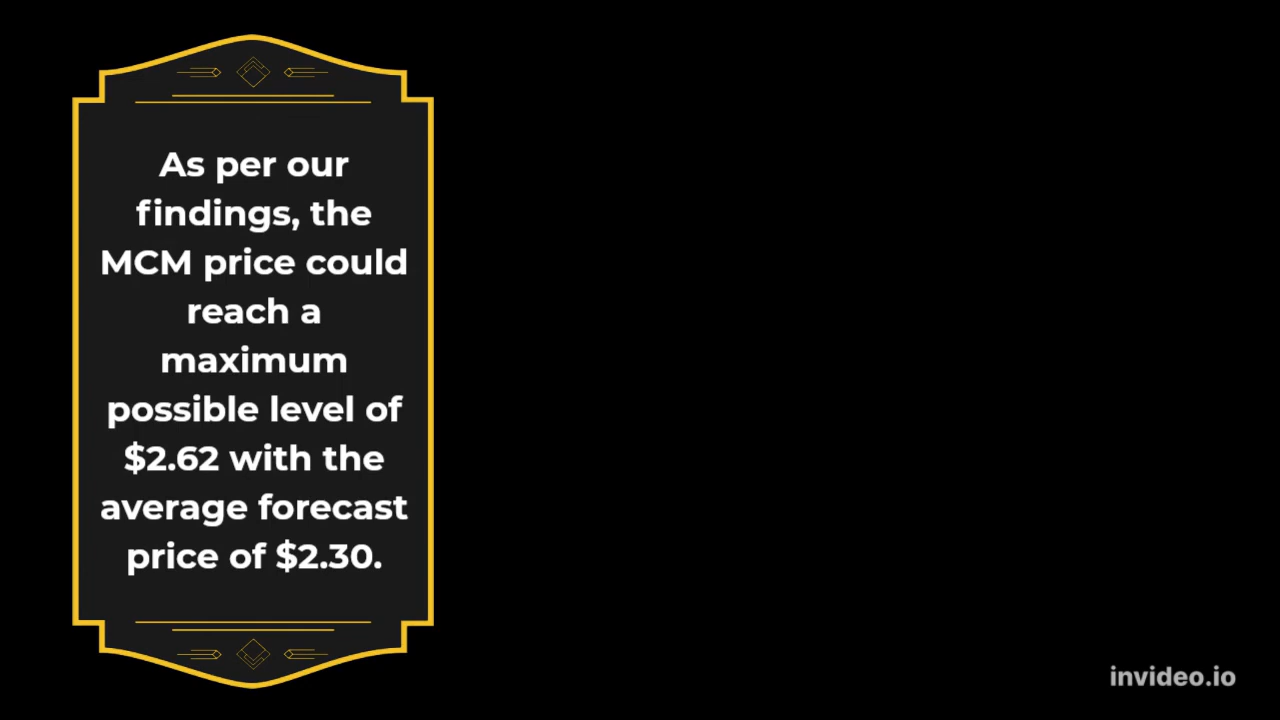 As per our
findings, the
MCM price could
reach a
maximum
possible level of
$2.62 with the
average forecast
price of $2.30.
invideo.io